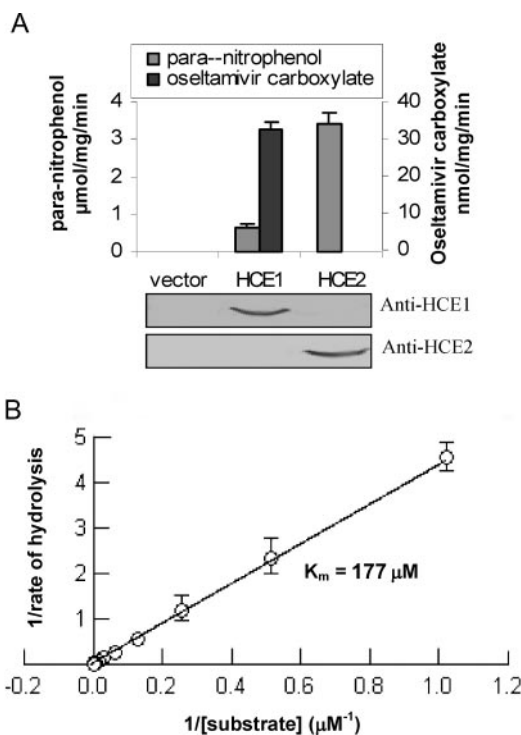 A
para--nitrophenol
oseltamivir carboxylate
para-nitrophenol
µmol/mg/min
4
3
2
1
0
40
30
20
10
0
Oseltamivir carboxylate
nmol/mg/min
vector HCE1 HCE2
Anti-HCE1
Anti-HCE2
B
1/rate of hydrolysis
5
4
3
2
1
Km = 177 µM
-0.2 0.0 0.2 0.4 0.6 0.8 1.0 1.2
1/[substrate] (µM-1)